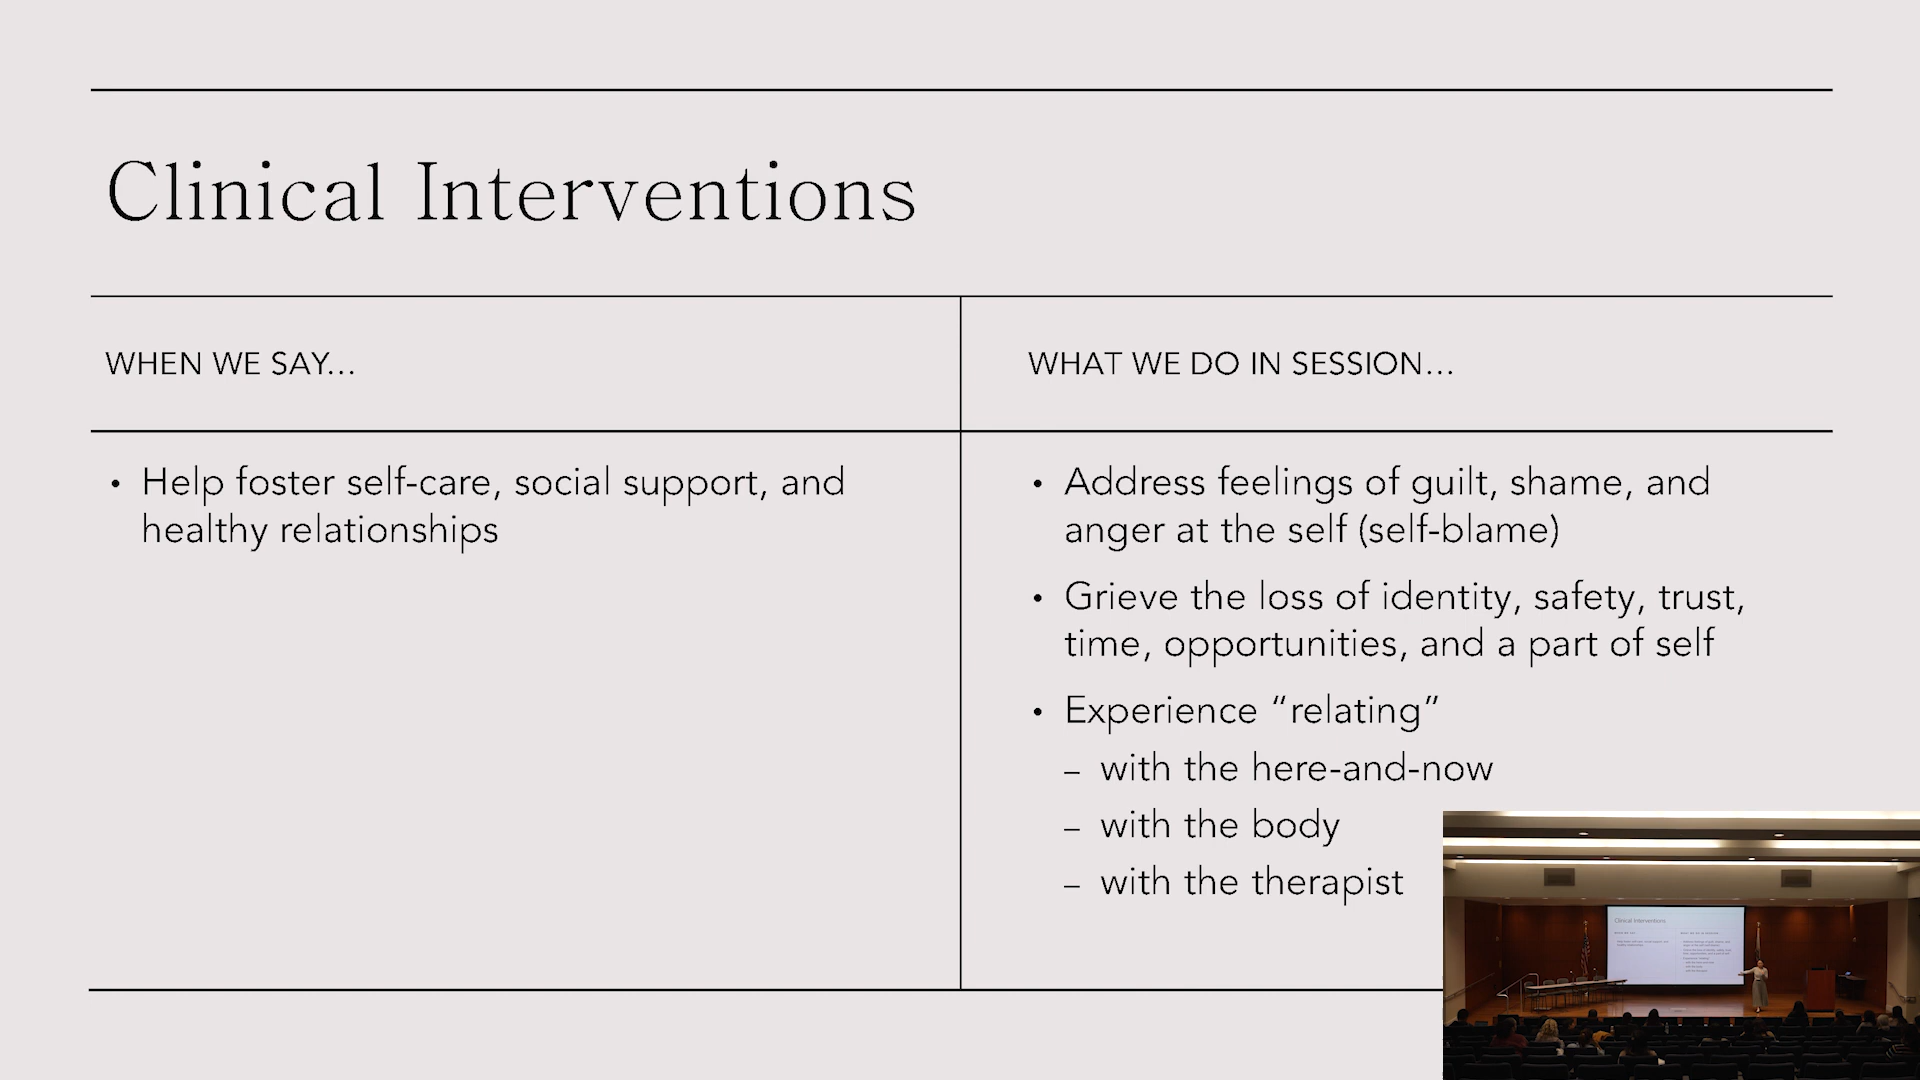 Clinical Interventions
WHEN WE SAY…
WHAT WE DO IN SESSION…
• Help foster self-care, social support, and
healthy relationships
• Address feelings of guilt, shame, and
anger at the self (self-blame)
• Grieve the loss of identity, safety, trust,
time, opportunities, and a part of self
• Experience “relating”
– with the here-and-now
– with the body
– with the therapist
Clinical Interventions